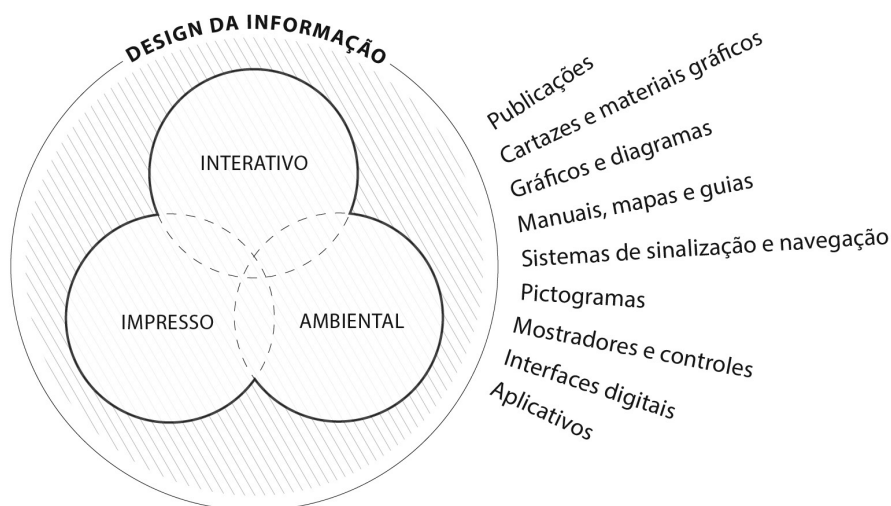 DESIGN DA INFORMAÇÃO
INTERATIVO
IMPRESSO
AMBIENTAL
Publicações
Cartazes e materiais gráficos
Gráficos e diagramas
Manuais, mapas e guias
Sistemas de sinalização e navegação
Pictogramas
Mostradores e controles
Interfaces digitais
Aplicativos